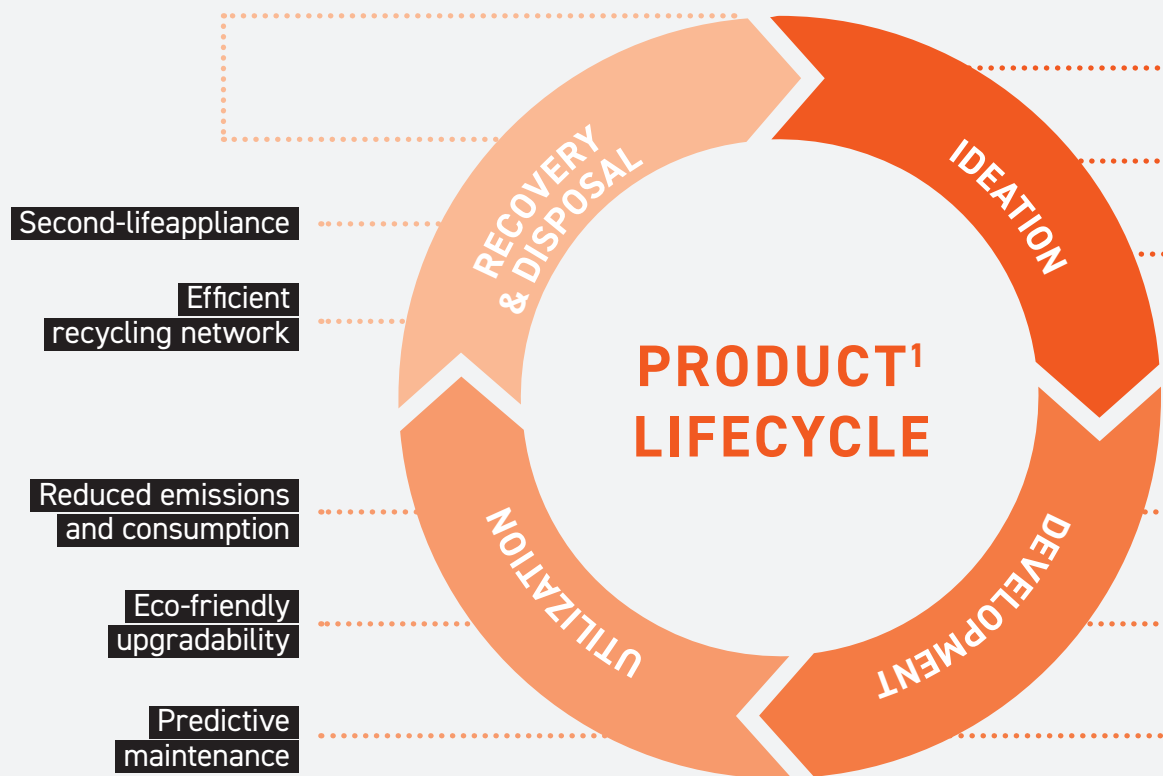 RECOVERY
& DISPOSAL
IDEATION
Second-lifeappliance
Efficient
recycling network
PRODUCT¹
LIFECYCLE
Reduced emissions
and consumption
UTILIZATION
DEVELOPMENT
Eco-friendly
upgradability
Predictive
maintenance